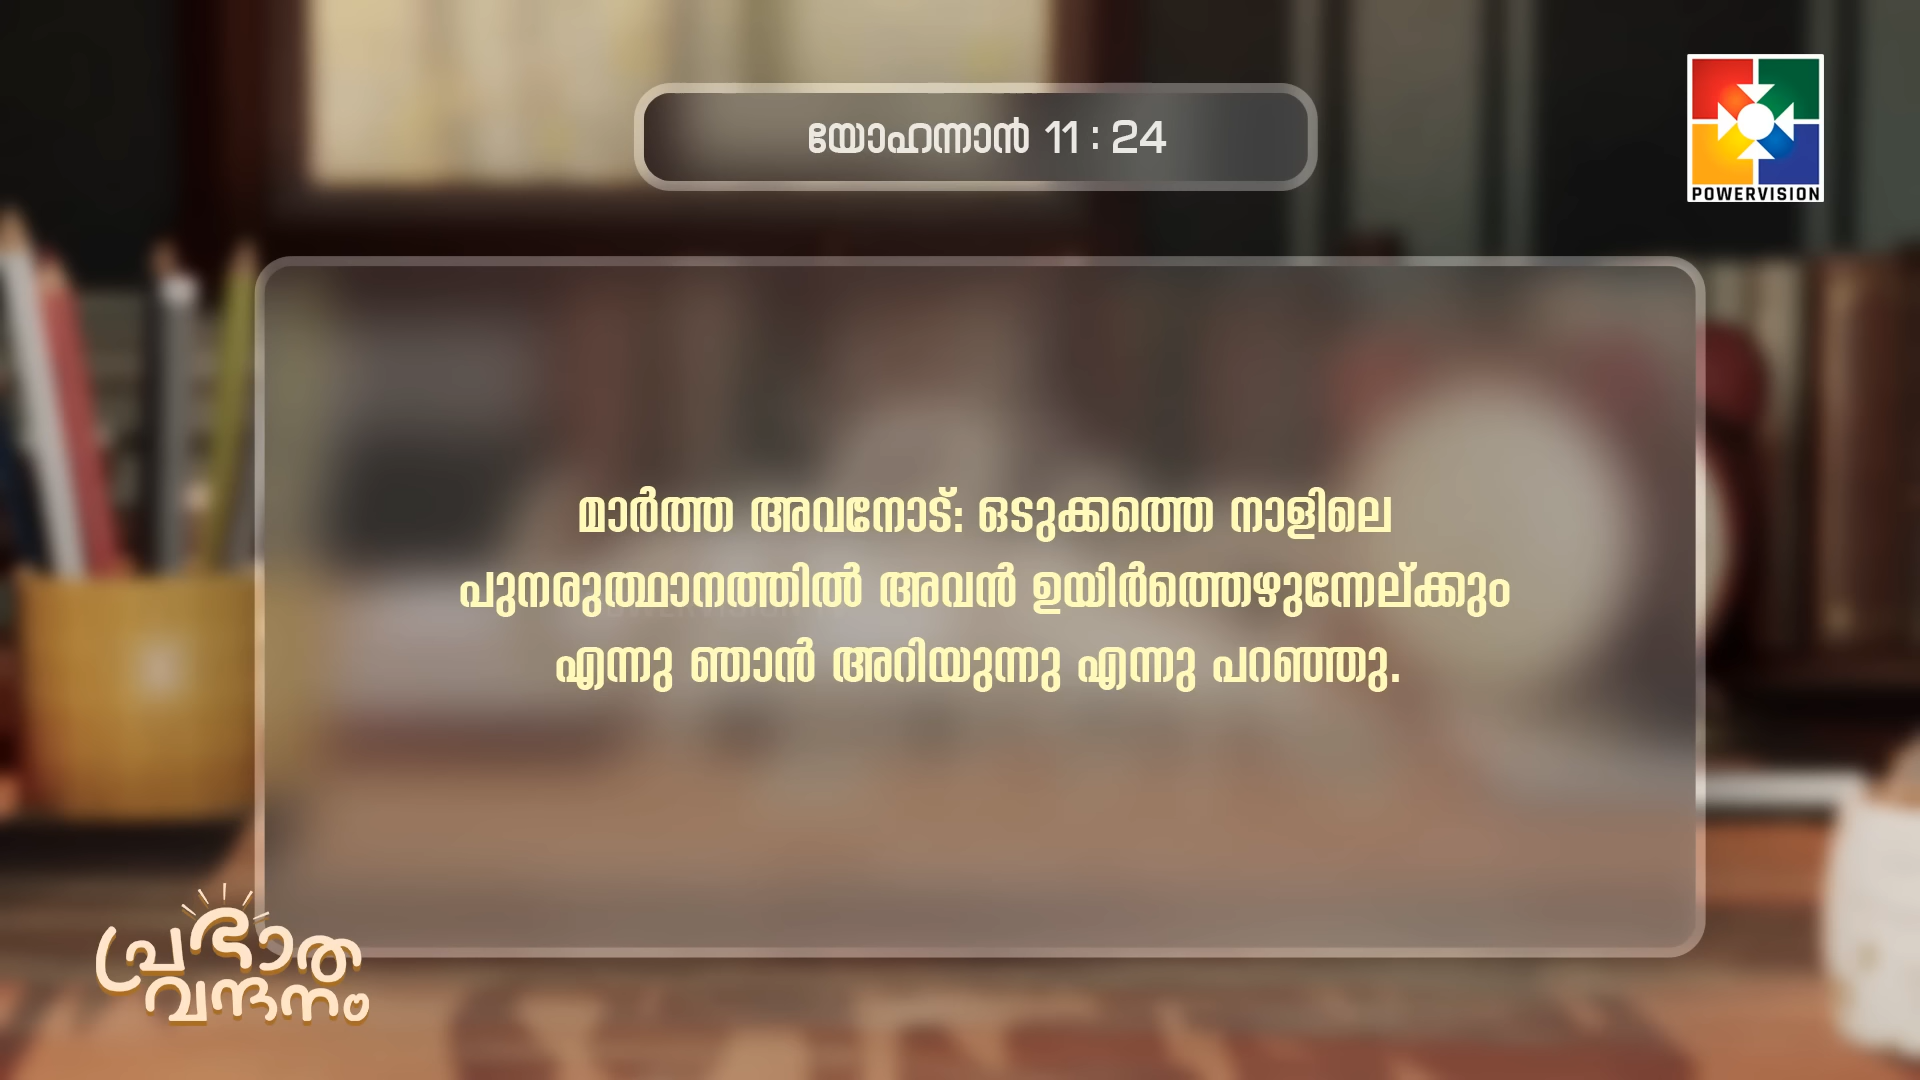 യോഹന്നാൻ 11 : 24
POWERVISION
മാർത്ത അവനോട്: ഒടുക്കത്തെ നാളിലെ
പുനരുത്ഥാനത്തിൽ അവൻ ഉയിർത്തെഴുന്നേല്ക്കും
എന്നു ഞാൻ അറിയുന്നു എന്നു പറഞ്ഞു.
പ്രഭാത
വന്ദനം